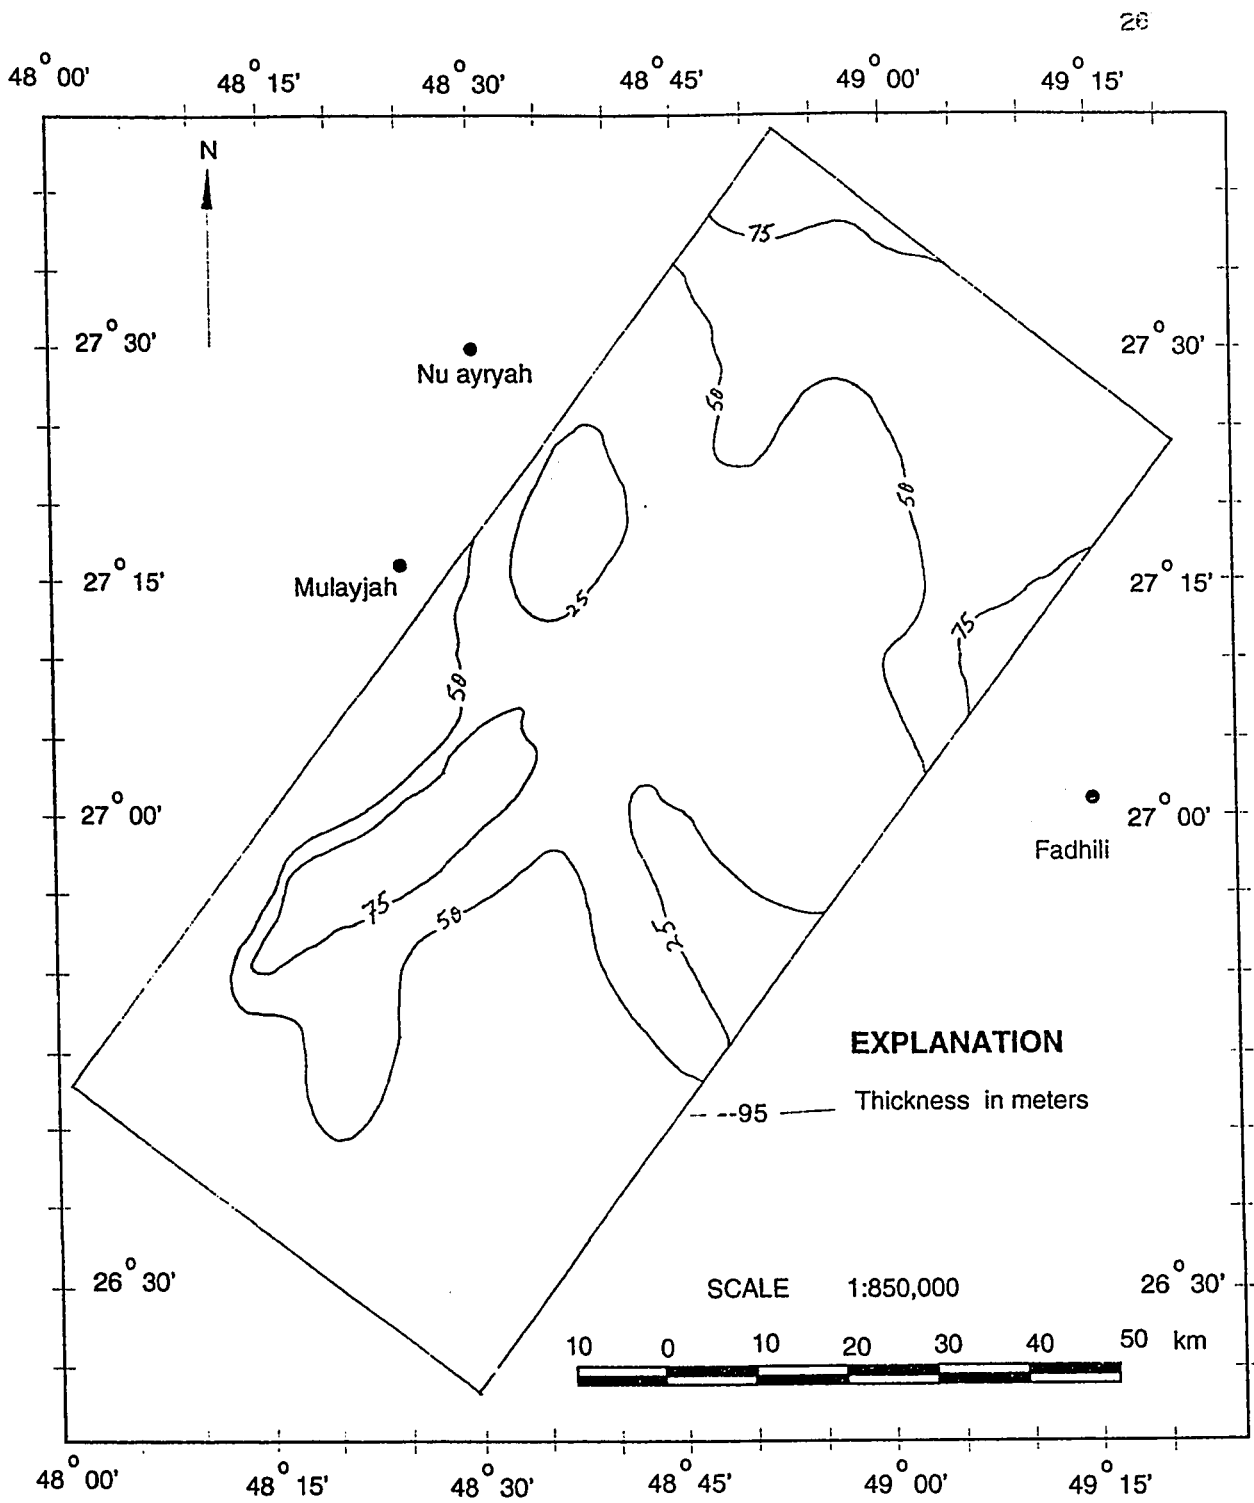 26
48° 00' 48° 15' 48° 30' 48° 45' 49° 00' 49° 15'
N
75
27° 30' 27° 30'
Nu ayryah
50
50
27° 15' 27° 15'
Mulayjah
25
75
50
27° 00' 27° 00'
Fadhili
75
50
25
EXPLANATION
Thickness in meters
95
26° 30' 26° 30'
SCALE 1:850,000
10 0 10 20 30 40 50 km
48° 00' 48° 15' 48° 30' 48° 45' 49° 00' 49° 15'